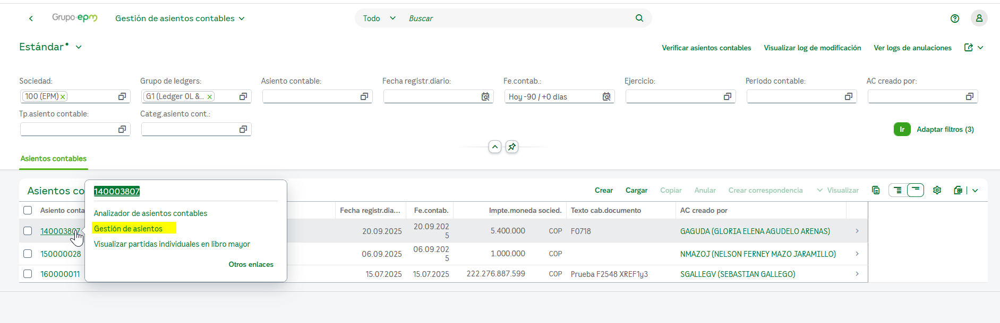 Grupo·epm
Gestión de asientos contables
Todo
Buscar
Estándar*
Verificar asientos contables
Visualizar log de modificación
Ver logs de anulaciones
Sociedad:
Grupo de ledgers:
Asiento contable:
Fecha registr.diario:
Fe.contab.:
Ejercicio:
Período contable:
AC creado por:
100 (EPM)
G1 (Ledger 0L &...
Hoy -90 / +0 días
Tp.asiento contable:
Categ.asiento cont.:
Ir
Adaptar filtros (3)
Asientos contables
Asientos co
140003807
Analizador de asientos contables
Gestión de asientos
Visualizar partidas individuales en libro mayor
Otros enlaces
Crear
Cargar
Copiar
Anular
Crear correspondencia
Visualizar
Asiento conta
Fecha registr.dia...
Fe.contab.
Impte.moneda socied.
Texto cab.documento
AC creado por
140003807
20.09.2025
20.09.202
5
5.400.000
COP
F0718
GAGUDA (GLORIA ELENA AGUDELO ARENAS)
150000028
06.09.2025
06.09.202
5
1.000.000
COP
NMAZOJ (NELSON FERNEY MAZO JARAMILLO)
160000011
15.07.2025
15.07.2025
222.276.887.599
COP
Prueba F2548 XREF1y3
SGALLEGV (SEBASTIAN GALLEGO)